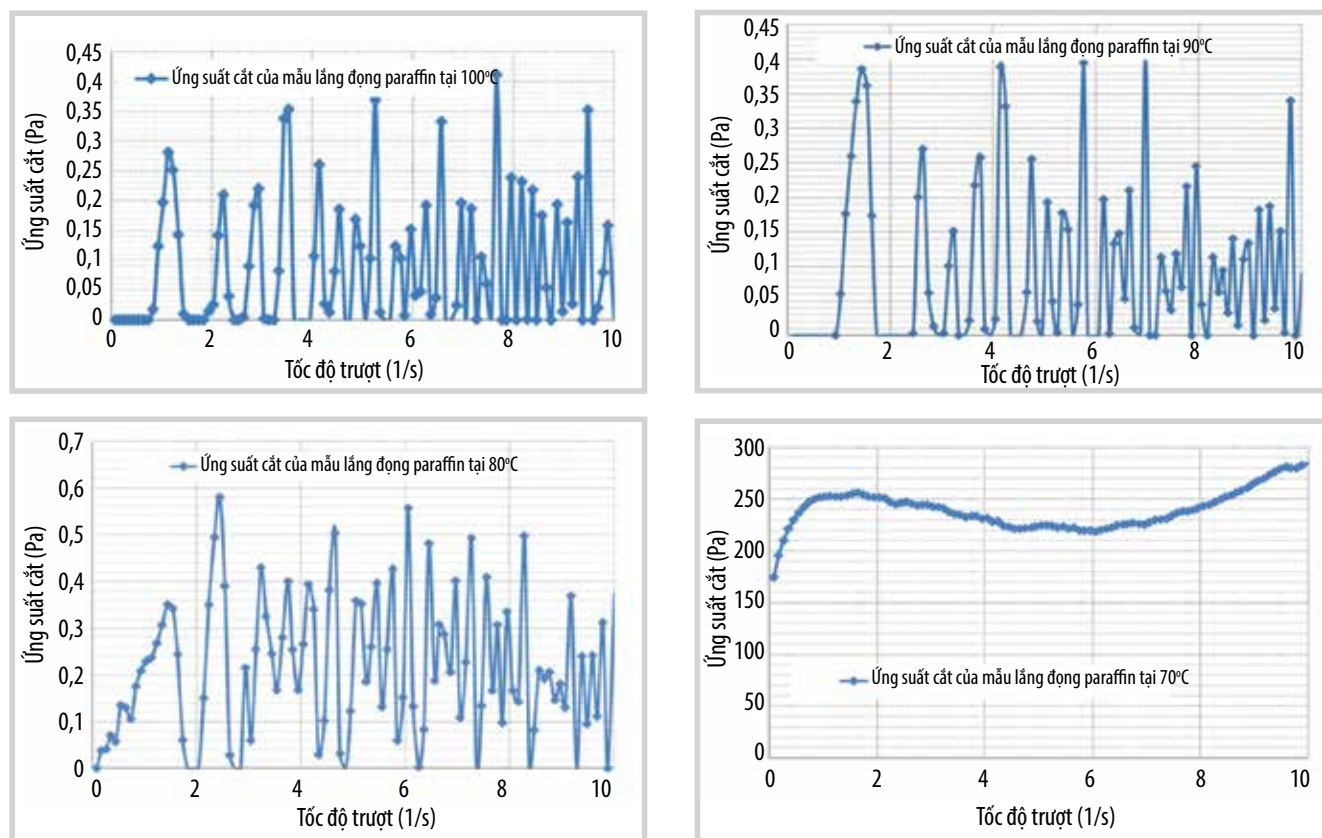 0,45
0,4
0,35
0,3
0,25
0,2
0,15
0,1
0,05
0
Ứng suất cắt (Pa)
Ứng suất cắt của mẫu lắng đọng paraffin tại 100°C
0 2 4 6 8 10
Tốc độ trượt (1/s)
0,45
0,4
0,35
0,3
0,25
0,2
0,15
0,1
0,05
0
Ứng suất cắt (Pa)
Ứng suất cắt của mẫu lắng đọng paraffin tại 90°C
0 2 4 6 8 10
Tốc độ trượt (1/s)
0,7
0,6
0,5
0,4
0,3
0,2
0,1
0
Ứng suất cắt (Pa)
Ứng suất cắt của mẫu lắng đọng paraffin tại 80°C
0 2 4 6 8 10
Tốc độ trượt (1/s)
300
250
200
150
100
50
0
Ứng suất cắt (Pa)
Ứng suất cắt của mẫu lắng đọng paraffin tại 70°C
0 2 4 6 8 10
Tốc độ trượt (1/s)